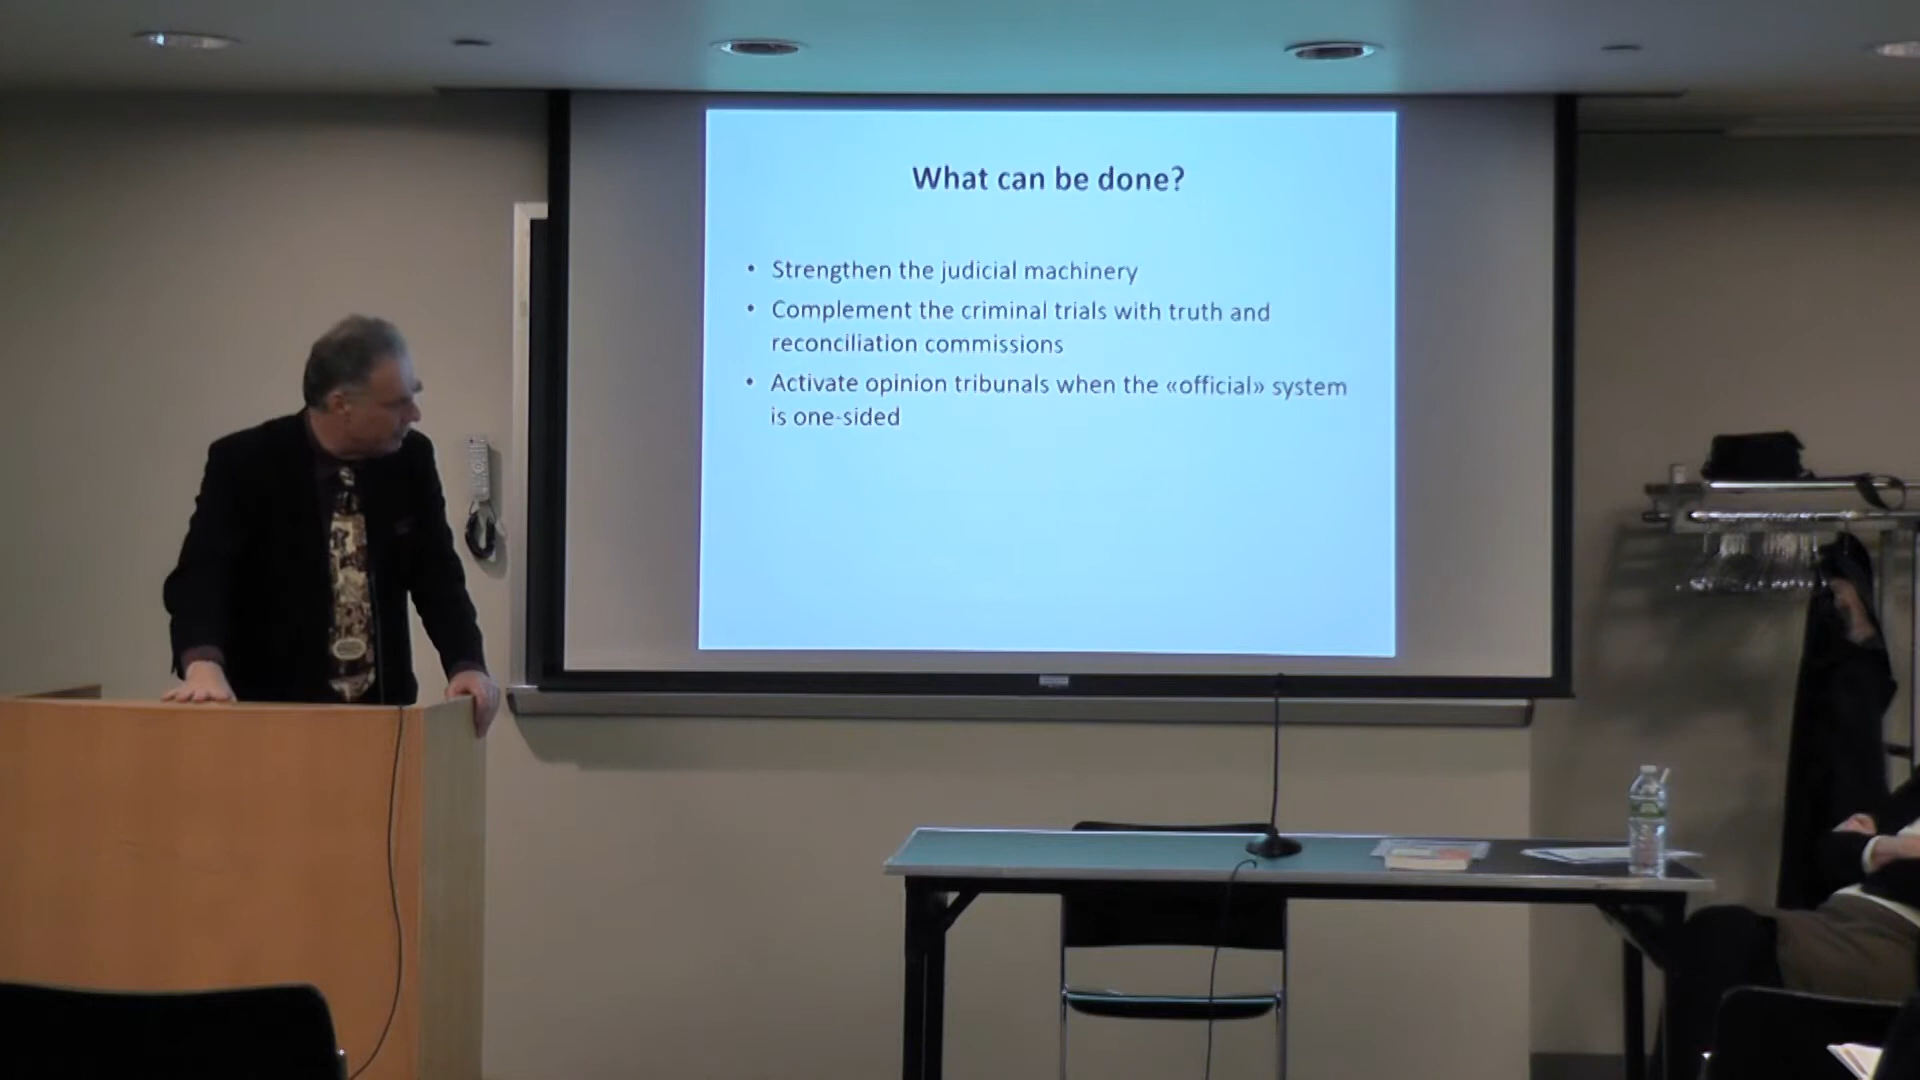 What can be done?
• Strengthen the judicial machinery
• Complement the criminal trials with truth and
reconciliation commissions
• Activate opinion tribunals when the «official» system
is one-sided